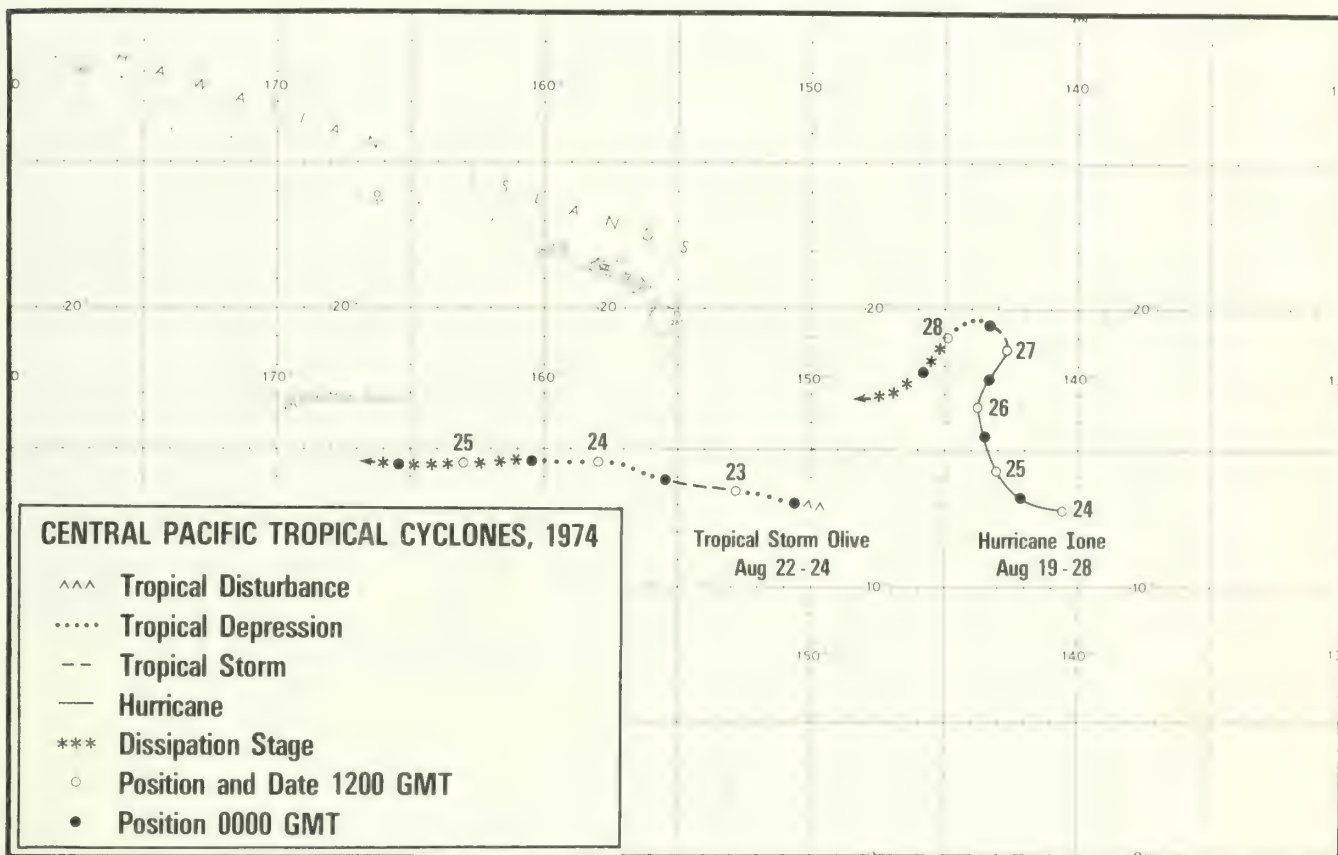 170 160° 150 140
HAWAIIAN
ISLANDS
20° 20 20 20
28
27
170 160 150 140
26
25 24
23
25
24
CENTRAL PACIFIC TROPICAL CYCLONES, 1974
^^^ Tropical Disturbance
..... Tropical Depression
-- Tropical Storm
— Hurricane
*** Dissipation Stage
○ Position and Date 1200 GMT
● Position 0000 GMT
Tropical Storm Olive
Aug 22-24
Hurricane Ione
Aug 19-28
10 10
150 140